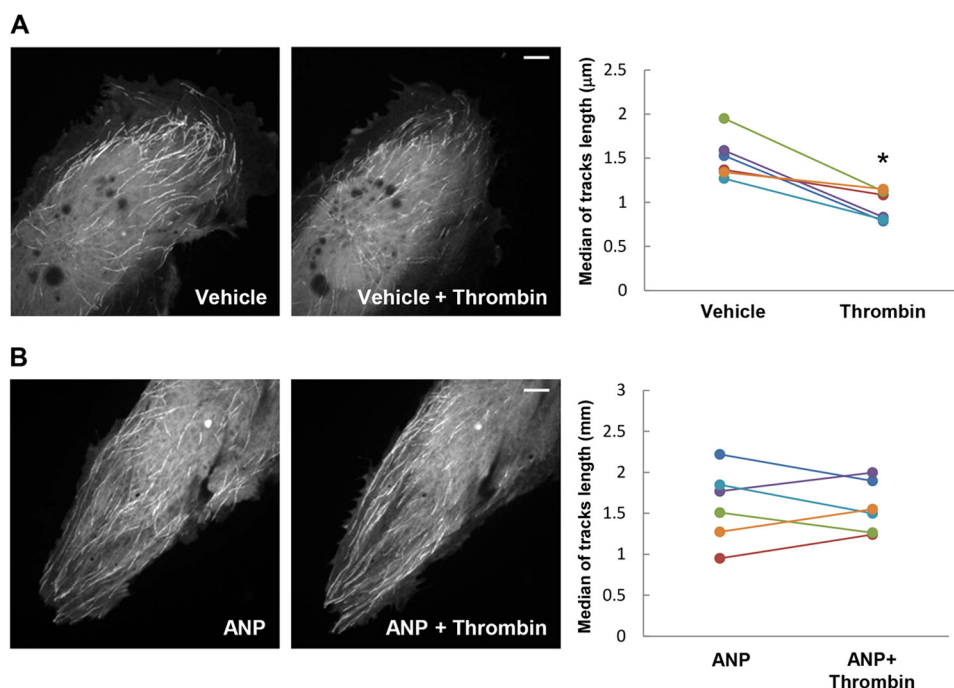 A
Vehicle
Vehicle + Thrombin
Median of tracks length (μm)
2.5
2
1.5
1
0.5
0
*
Vehicle Thrombin
B
ANP
ANP + Thrombin
Median of tracks length (mm)
3
2.5
2
1.5
1
0.5
0
ANP ANP+
Thrombin